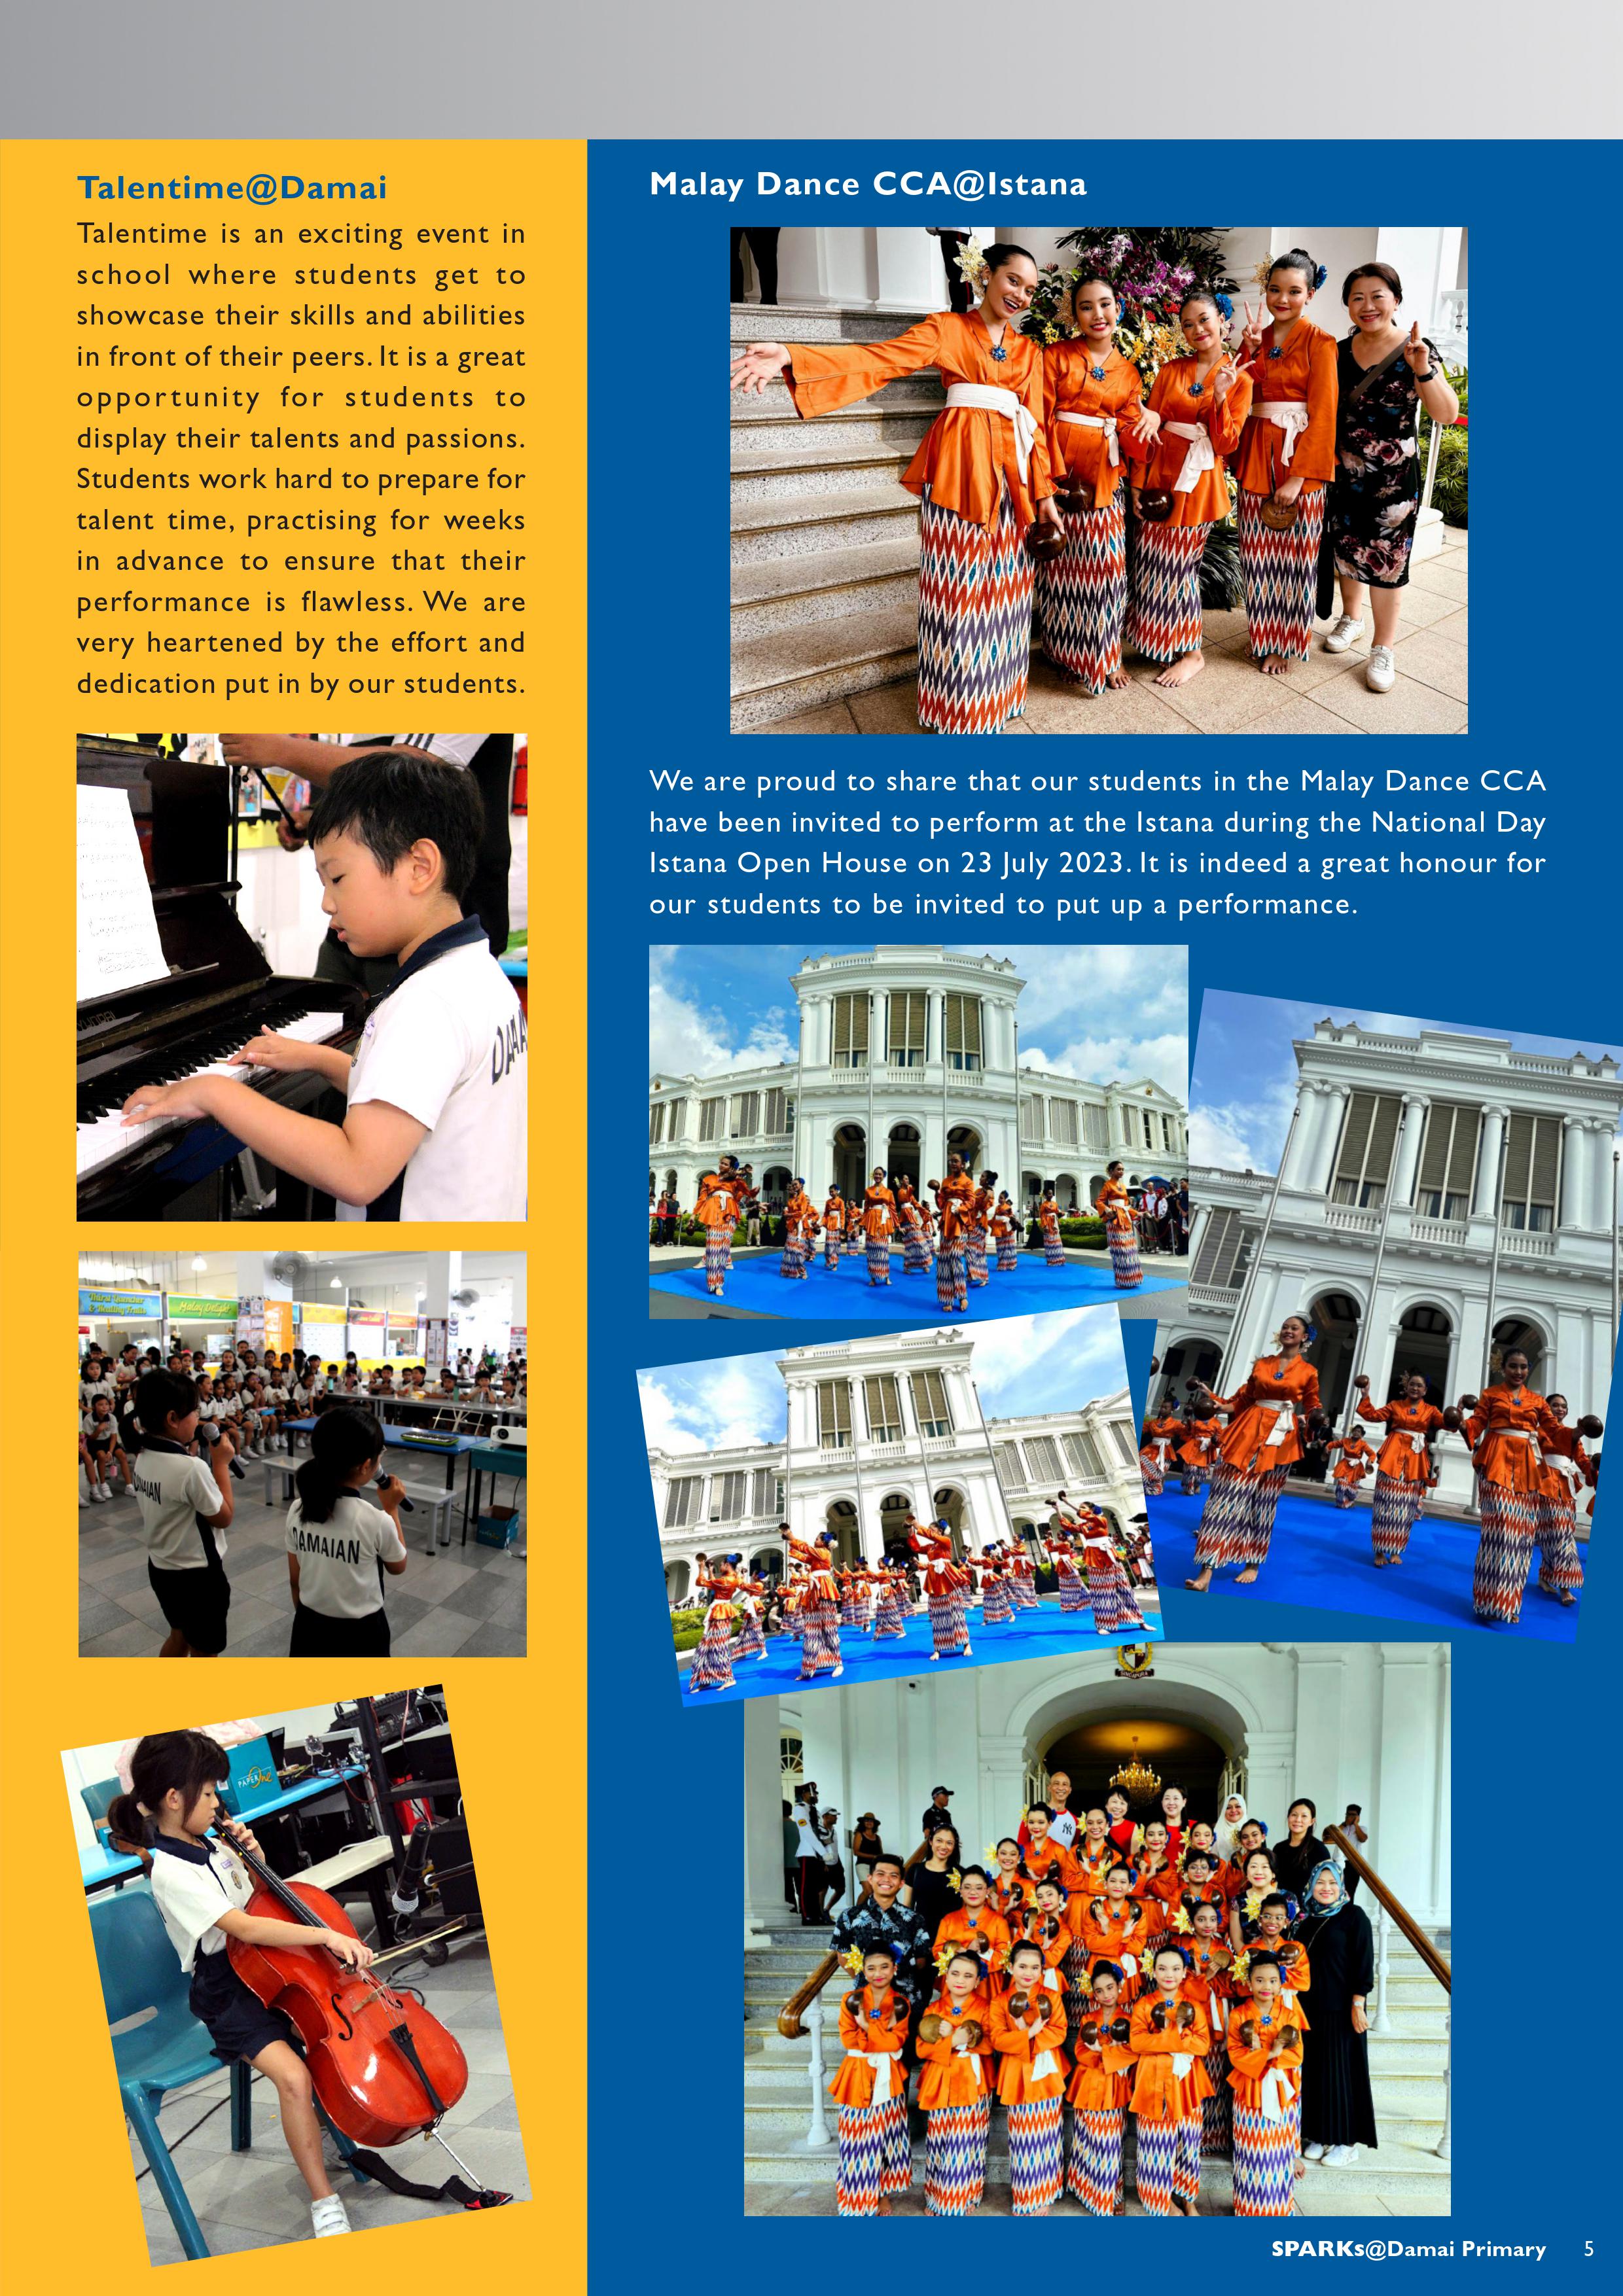 Talentime@Damai
Talentime is an exciting event in
school where students get to
showcase their skills and abilities
in front of their peers. It is a great
opportunity for students to
display their talents and passions.
Students work hard to prepare for
talent time, practising for weeks
in advance to ensure that their
performance is flawless. We are
very heartened by the effort and
dedication put in by our students.
Malay Delight
DAMAIAN
PAPER One
Malay Dance CCA@Istana
We are proud to share that our students in the Malay Dance CCA
have been invited to perform at the Istana during the National Day
Istana Open House on 23 July 2023. It is indeed a great honour for
our students to be invited to put up a performance.
SPARKs@Damai Primary 5